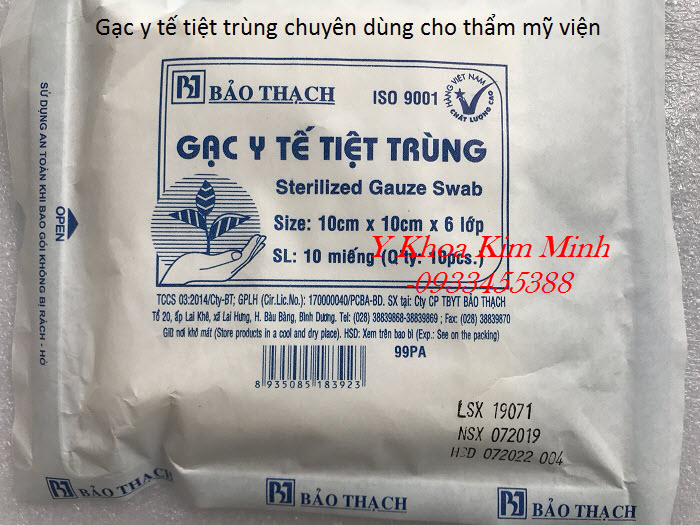 Gạc y tế tiệt trùng chuyên dùng cho thẩm mỹ viện
BẢO THẠCH
ISO 9001
HÀNG VIỆT NAM
CHẤT LƯỢNG CAO
GẠC Y TẾ TIỆT TRÙNG
Sterilized Gauze Swab
Size: 10cm x 10cm x 6 lớp
SL: 10 miếng (Q'ty: 10pcs.)
Y Khoa Kim Minh
-0933455388
TCCS 03:2014/Cty-BT; GPLH (Cir.Lic.No.): 170000040/PCBA-BD. SX tại: Cty CP TBYT BẢO THẠCH
Tổ 20, ấp Lai Khê, xã Lai Hưng, H. Bàu Bàng, Bình Dương. Tel: (028) 38839868-38839869 ; Fax: (028) 38839870
Giữ nơi khô mát (Store products in a cool and dry place). HSD: Xem trên bao bì (Exp.: See on the packing)
99PA
8 935085 183923
LSX 19071
NSX 072019
HSD 072022 004
SỬ DỤNG AN TOÀN KHI BAO GÓI KHÔNG BỊ RÁCH - HỞ
OPEN
BẢO THẠCH
BẢO THẠCH
BẢO THẠCH